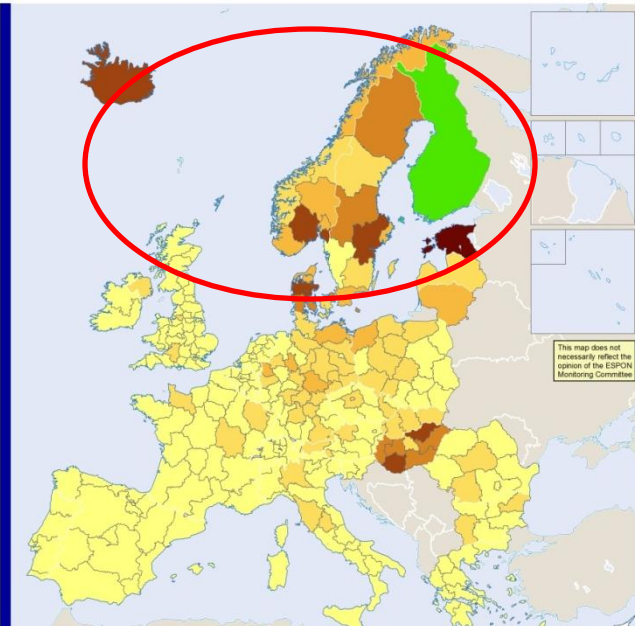 This map does not
necessarily reflect the
opinion of the ESPON
Monitoring Committee